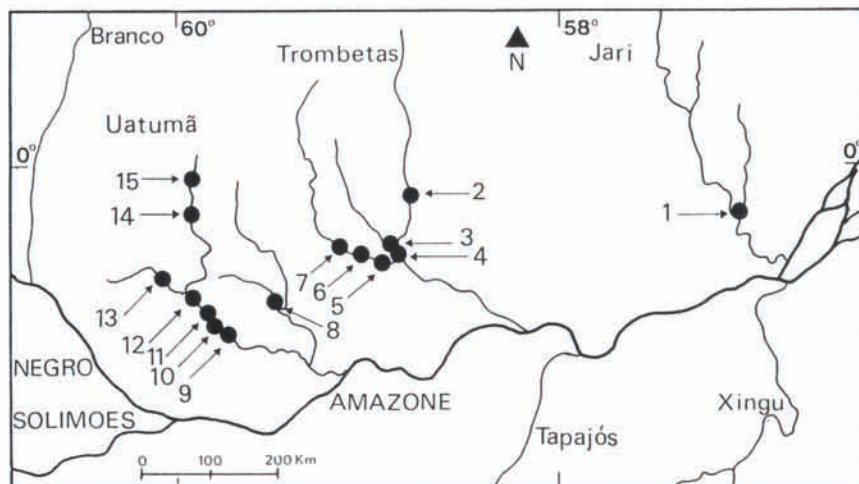 Branco
60°
Trombetas
N
58°
Jari
Uatumã
0°
0°
15
2
14
1
3
4
7
6
5
13
8
12
11
10
9
NEGRO
SOLIMOES
AMAZONE
Xingu
Tapajós
0 100 200 Km